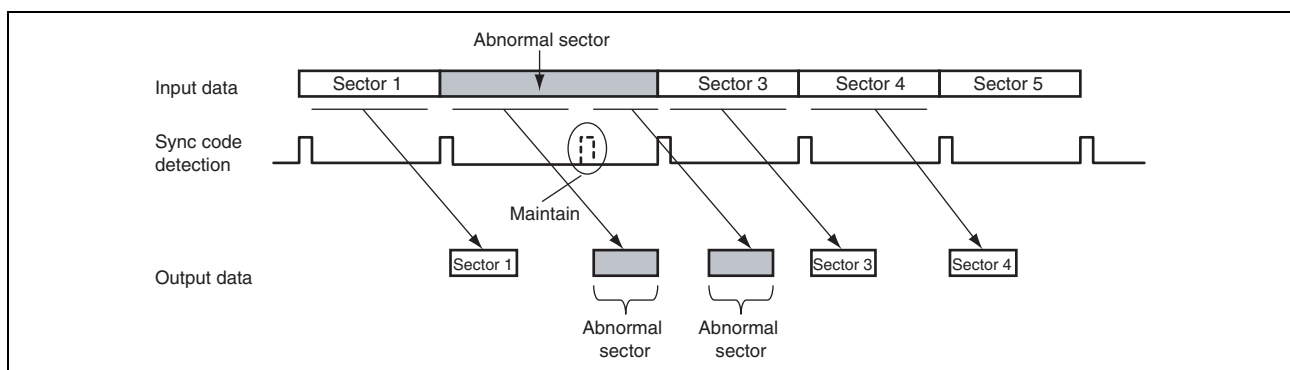 Abnormal sector
Input data
Sector 1
Sector 3
Sector 4
Sector 5
Sync code
detection
Maintain
Output data
Sector 1
Sector 3
Sector 4
Abnormal
sector
Abnormal
sector